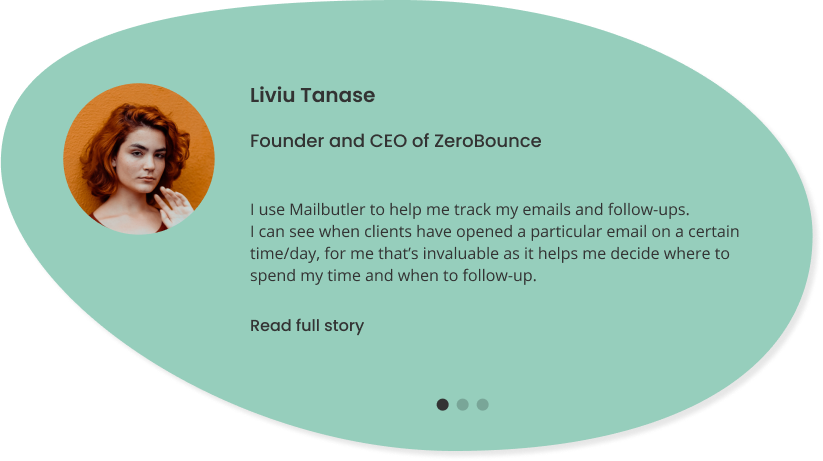 Liviu Tanase
Founder and CEO of ZeroBounce
I use Mailbutler to help me track my emails and follow-ups.
I can see when clients have opened a particular email on a certain
time/day, for me that’s invaluable as it helps me decide where to
spend my time and when to follow-up.
Read full story